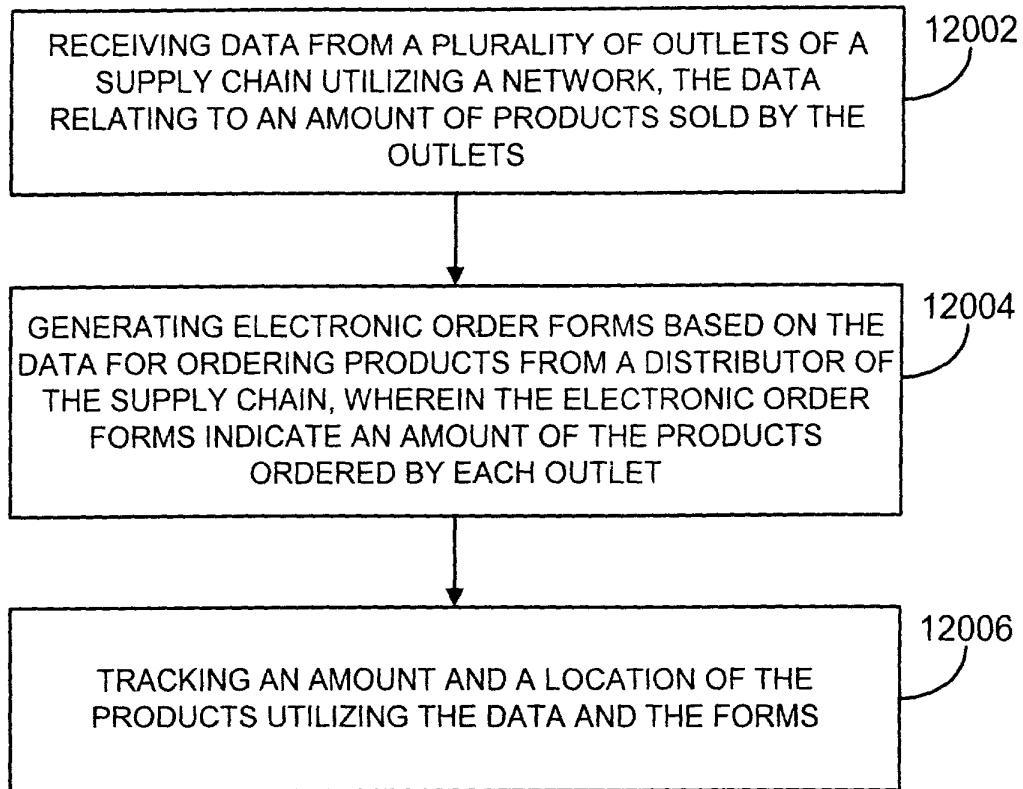 RECEIVING DATA FROM A PLURALITY OF OUTLETS OF A
SUPPLY CHAIN UTILIZING A NETWORK, THE DATA
RELATING TO AN AMOUNT OF PRODUCTS SOLD BY THE
OUTLETS
12002
GENERATING ELECTRONIC ORDER FORMS BASED ON THE
DATA FOR ORDERING PRODUCTS FROM A DISTRIBUTOR OF
THE SUPPLY CHAIN, WHEREIN THE ELECTRONIC ORDER
FORMS INDICATE AN AMOUNT OF THE PRODUCTS
ORDERED BY EACH OUTLET
12004
TRACKING AN AMOUNT AND A LOCATION OF THE
PRODUCTS UTILIZING THE DATA AND THE FORMS
12006